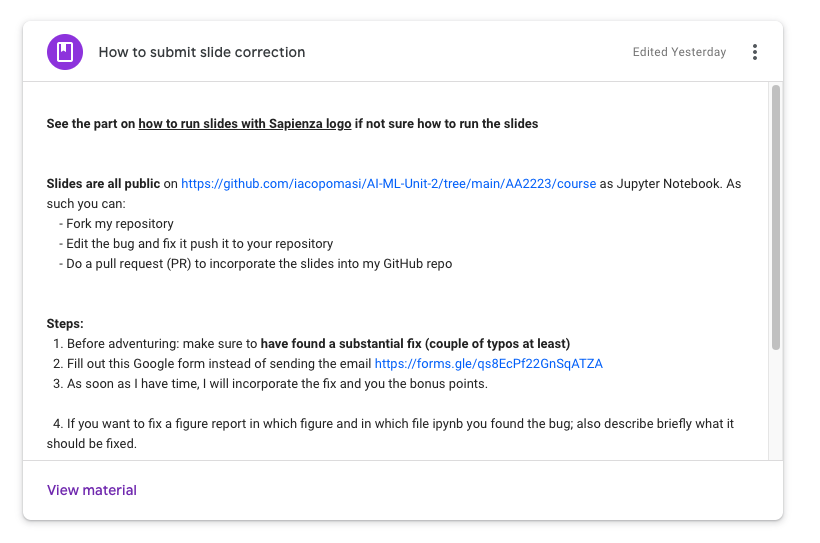 How to submit slide correction
Edited Yesterday
See the part on how to run slides with Sapienza logo if not sure how to run the slides
Slides are all public on https://github.com/iacopomasi/AI-ML-Unit-2/tree/main/AA2223/course as Jupyter Notebook. As
such you can:
- Fork my repository
- Edit the bug and fix it push it to your repository
- Do a pull request (PR) to incorporate the slides into my GitHub repo
Steps:
1. Before adventuring: make sure to have found a substantial fix (couple of typos at least)
2. Fill out this Google form instead of sending the email https://forms.gle/qs8EcPf22GnSqATZA
3. As soon as I have time, I will incorporate the fix and you the bonus points.
4. If you want to fix a figure report in which figure and in which file ipynb you found the bug; also describe briefly what it
should be fixed.
View material